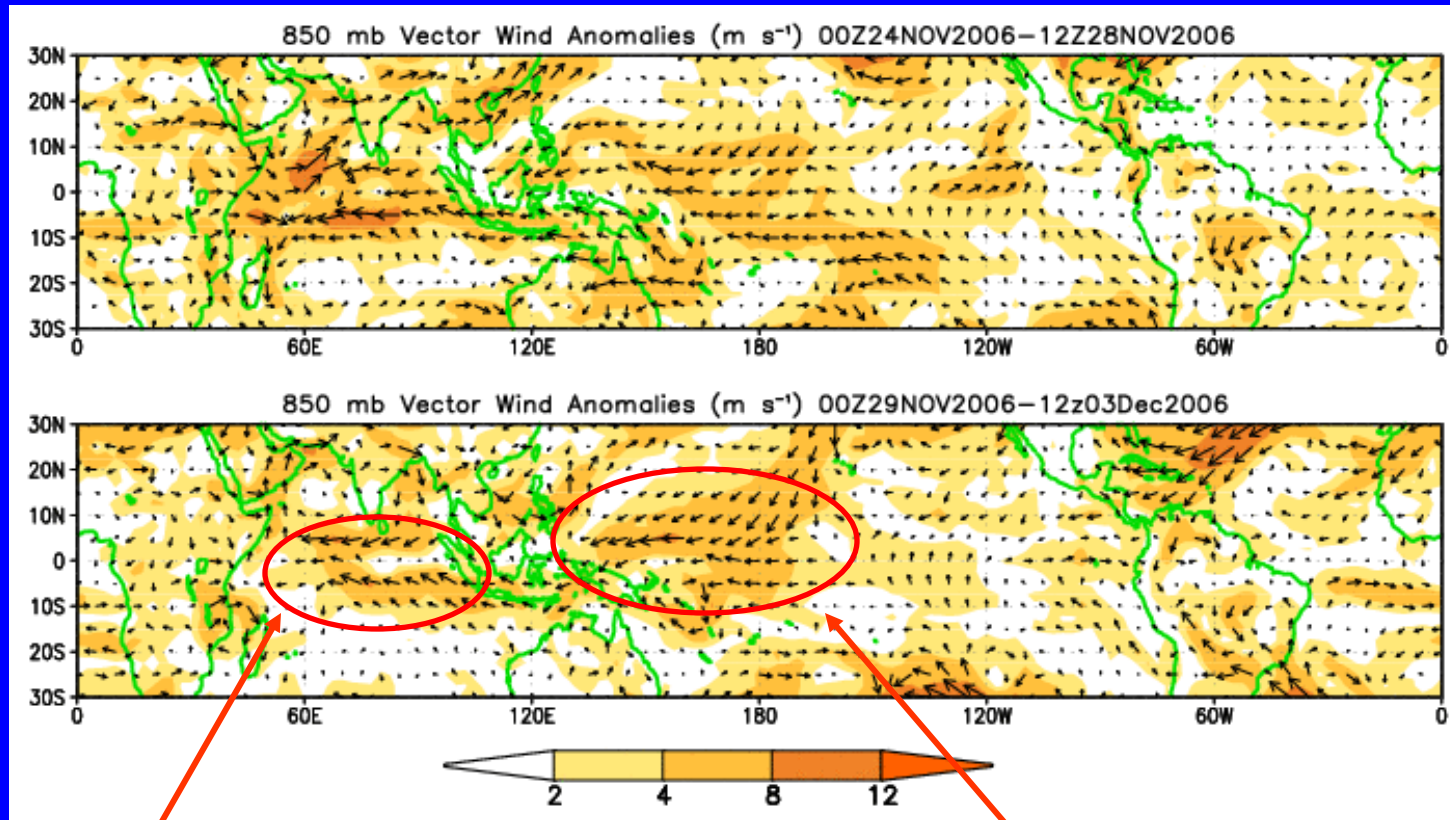 850 mb Vector Wind Anomalies (m s⁻¹) 00Z24NOV2006–12Z28NOV2006
30N
20N
10N
0
10S
20S
30S
0 60E 120E 180 120W 60W 0
850 mb Vector Wind Anomalies (m s⁻¹) 00Z29NOV2006–12z03Dec2006
30N
20N
10N
0
10S
20S
30S
0 60E 120E 180 120W 60W 0
2 4 8 12